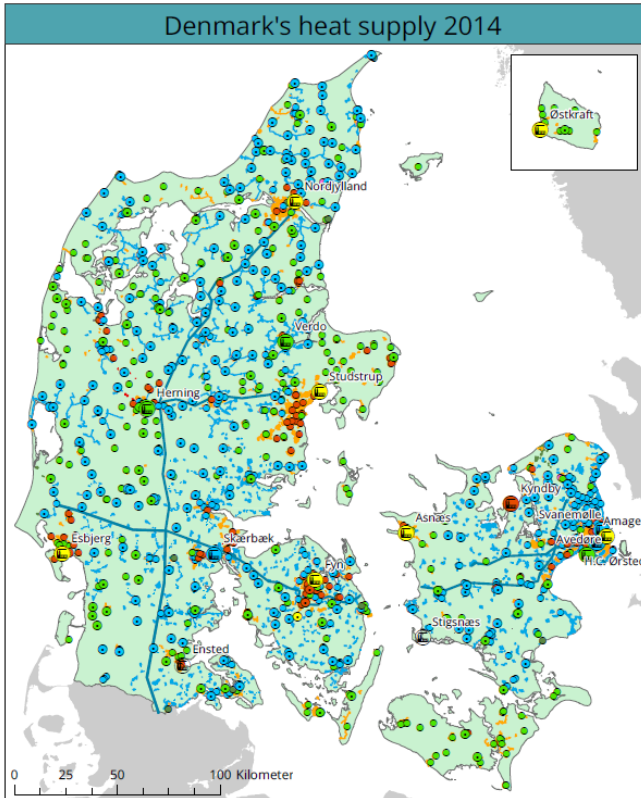 Denmark's heat supply 2014
Østkraft
Nordjylland
Verdo
Studstrup
Herning
Kyndby
Svanemølle
Asnæs
Amage
Esbjerg
Skærbæk
Avedøre
H.C. Ørsted
Fyn
Stigsnæs
Ensted
0 25 50 100 Kilometer